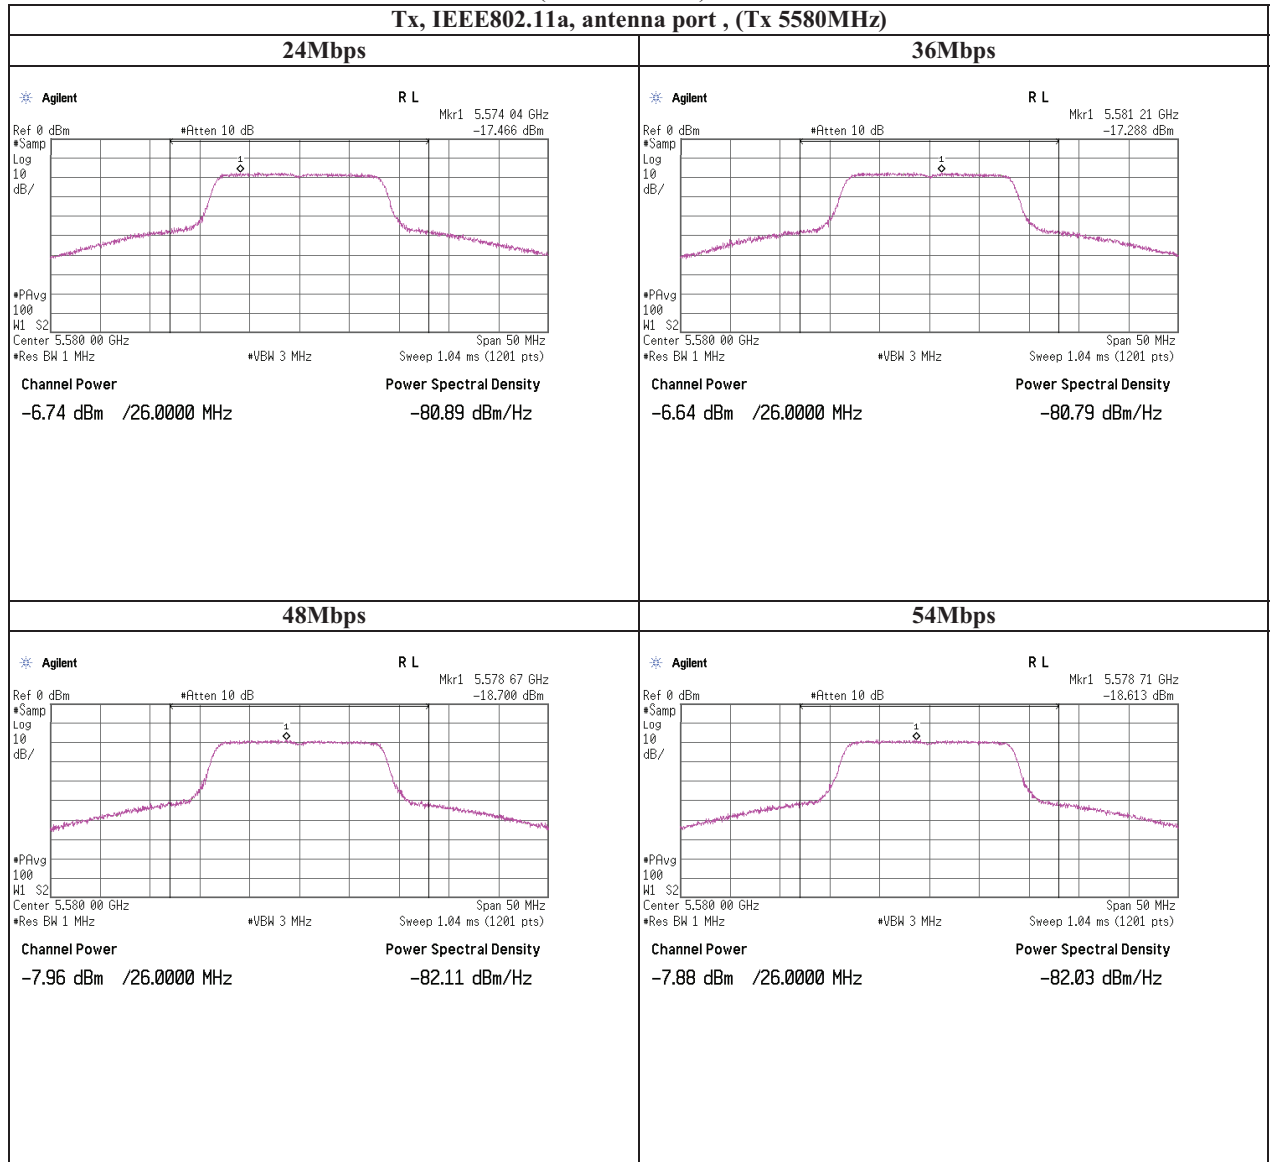 Tx, IEEE802.11a, antenna port , (Tx 5580MHz)
24Mbps
Agilent
R L
Mkr1 5.574 04 GHz
Ref 0 dBm
#Atten 10 dB
-17.466 dBm
#Samp
Log
10
dB/
1
#PAvg
100
W1 S2
Center 5.580 00 GHz
Span 50 MHz
#Res BW 1 MHz
#VBW 3 MHz
Sweep 1.04 ms (1201 pts)
Channel Power
Power Spectral Density
-6.74 dBm /26.0000 MHz
-80.89 dBm/Hz
36Mbps
Agilent
R L
Mkr1 5.581 21 GHz
Ref 0 dBm
#Atten 10 dB
-17.288 dBm
#Samp
Log
10
dB/
1
#PAvg
100
W1 S2
Center 5.580 00 GHz
Span 50 MHz
#Res BW 1 MHz
#VBW 3 MHz
Sweep 1.04 ms (1201 pts)
Channel Power
Power Spectral Density
-6.64 dBm /26.0000 MHz
-80.79 dBm/Hz
48Mbps
Agilent
R L
Mkr1 5.578 67 GHz
Ref 0 dBm
#Atten 10 dB
-18.700 dBm
#Samp
Log
10
dB/
1
#PAvg
100
W1 S2
Center 5.580 00 GHz
Span 50 MHz
#Res BW 1 MHz
#VBW 3 MHz
Sweep 1.04 ms (1201 pts)
Channel Power
Power Spectral Density
-7.96 dBm /26.0000 MHz
-82.11 dBm/Hz
54Mbps
Agilent
R L
Mkr1 5.578 71 GHz
Ref 0 dBm
#Atten 10 dB
-18.613 dBm
#Samp
Log
10
dB/
1
#PAvg
100
W1 S2
Center 5.580 00 GHz
Span 50 MHz
#Res BW 1 MHz
#VBW 3 MHz
Sweep 1.04 ms (1201 pts)
Channel Power
Power Spectral Density
-7.88 dBm /26.0000 MHz
-82.03 dBm/Hz